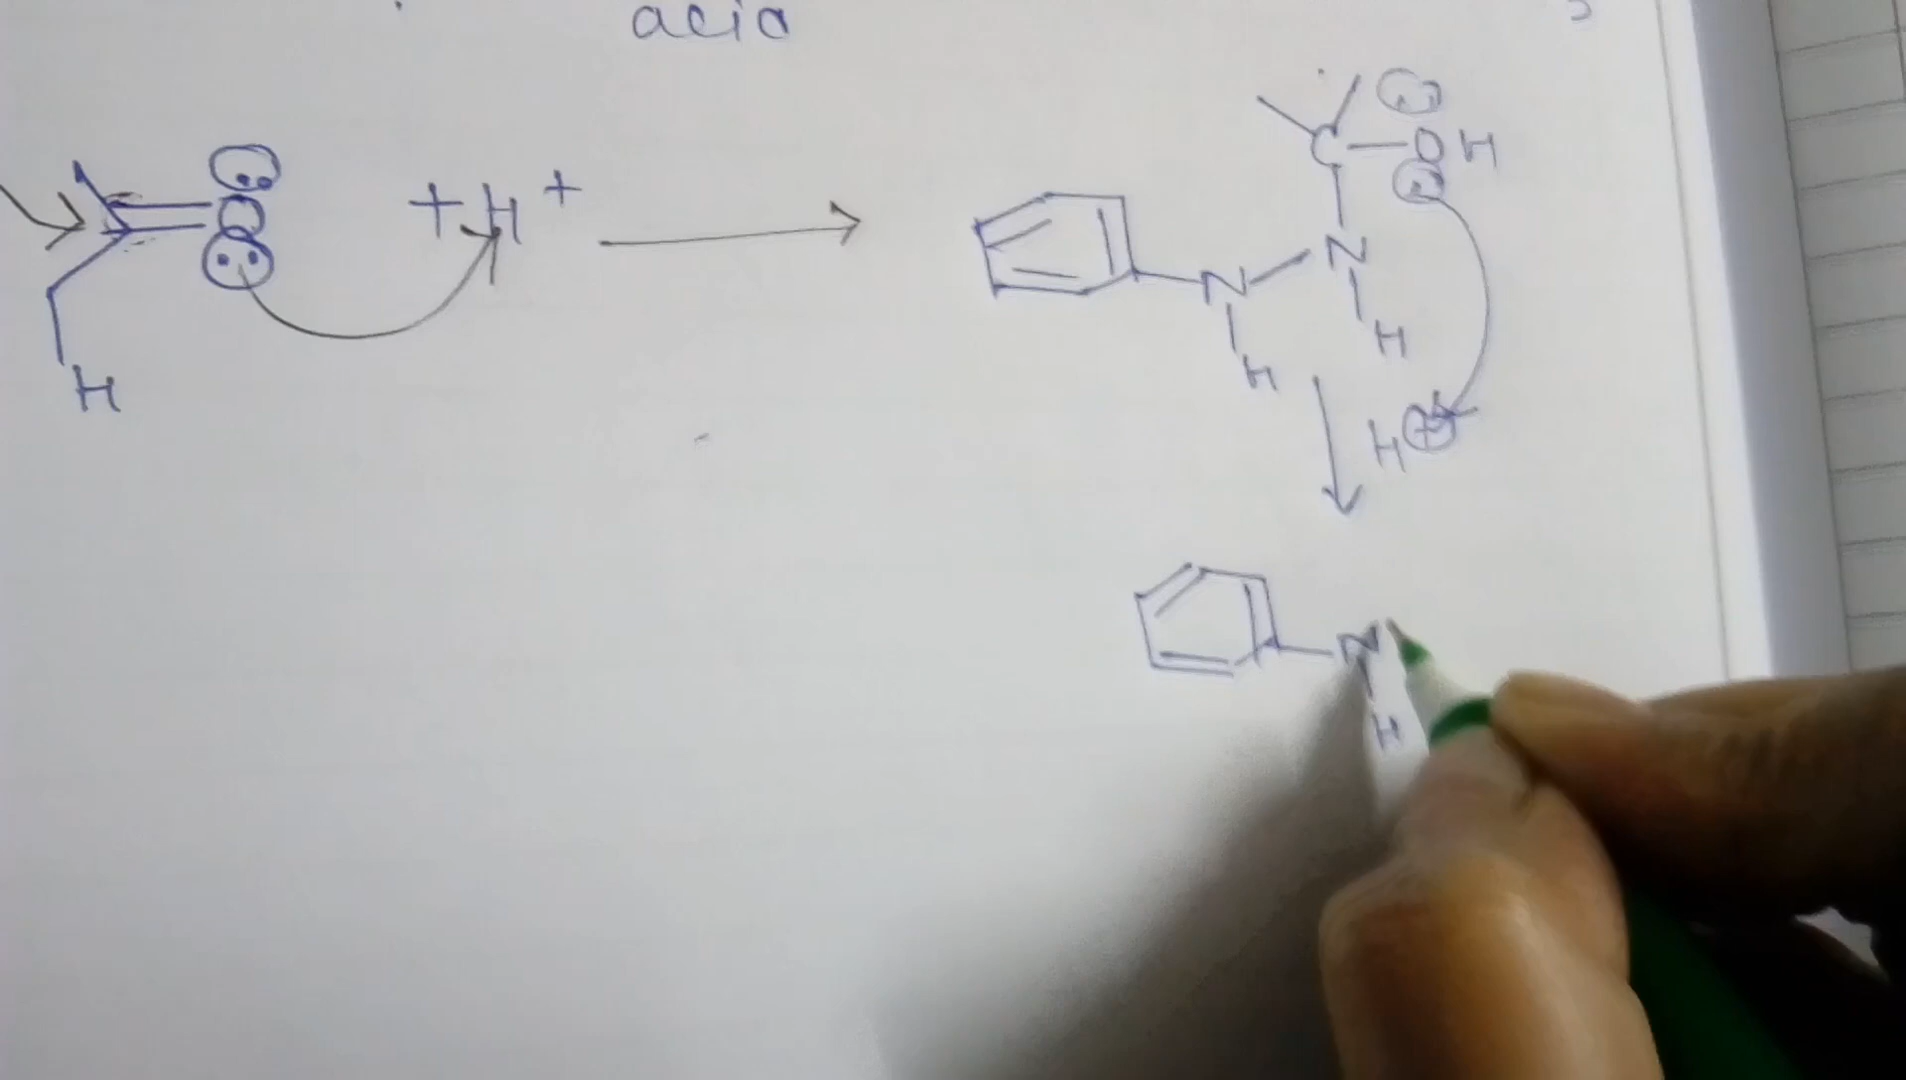 acid
O + H +
H
C — OH
N N
H H
H +
N
H